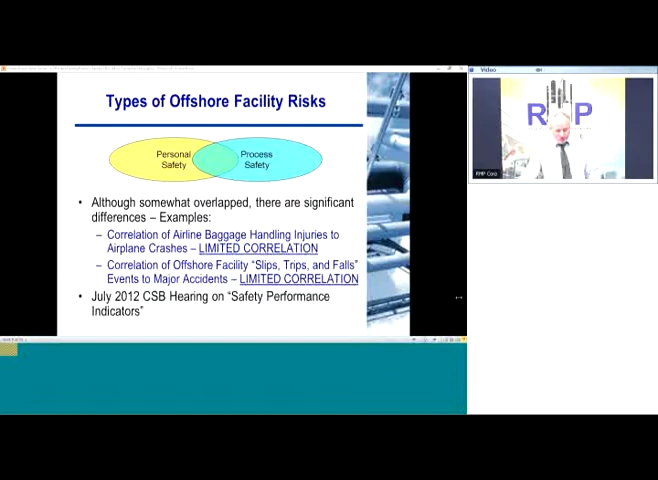 Types of Offshore Facility Risks
Personal
Safety
Process
Safety
• Although somewhat overlapped, there are significant
differences – Examples:
– Correlation of Airline Baggage Handling Injuries to
Airplane Crashes – LIMITED CORRELATION
– Correlation of Offshore Facility "Slips, Trips, and Falls"
Events to Major Accidents – LIMITED CORRELATION
• July 2012 CSB Hearing on "Safety Performance
Indicators"
Video
RMP Corp